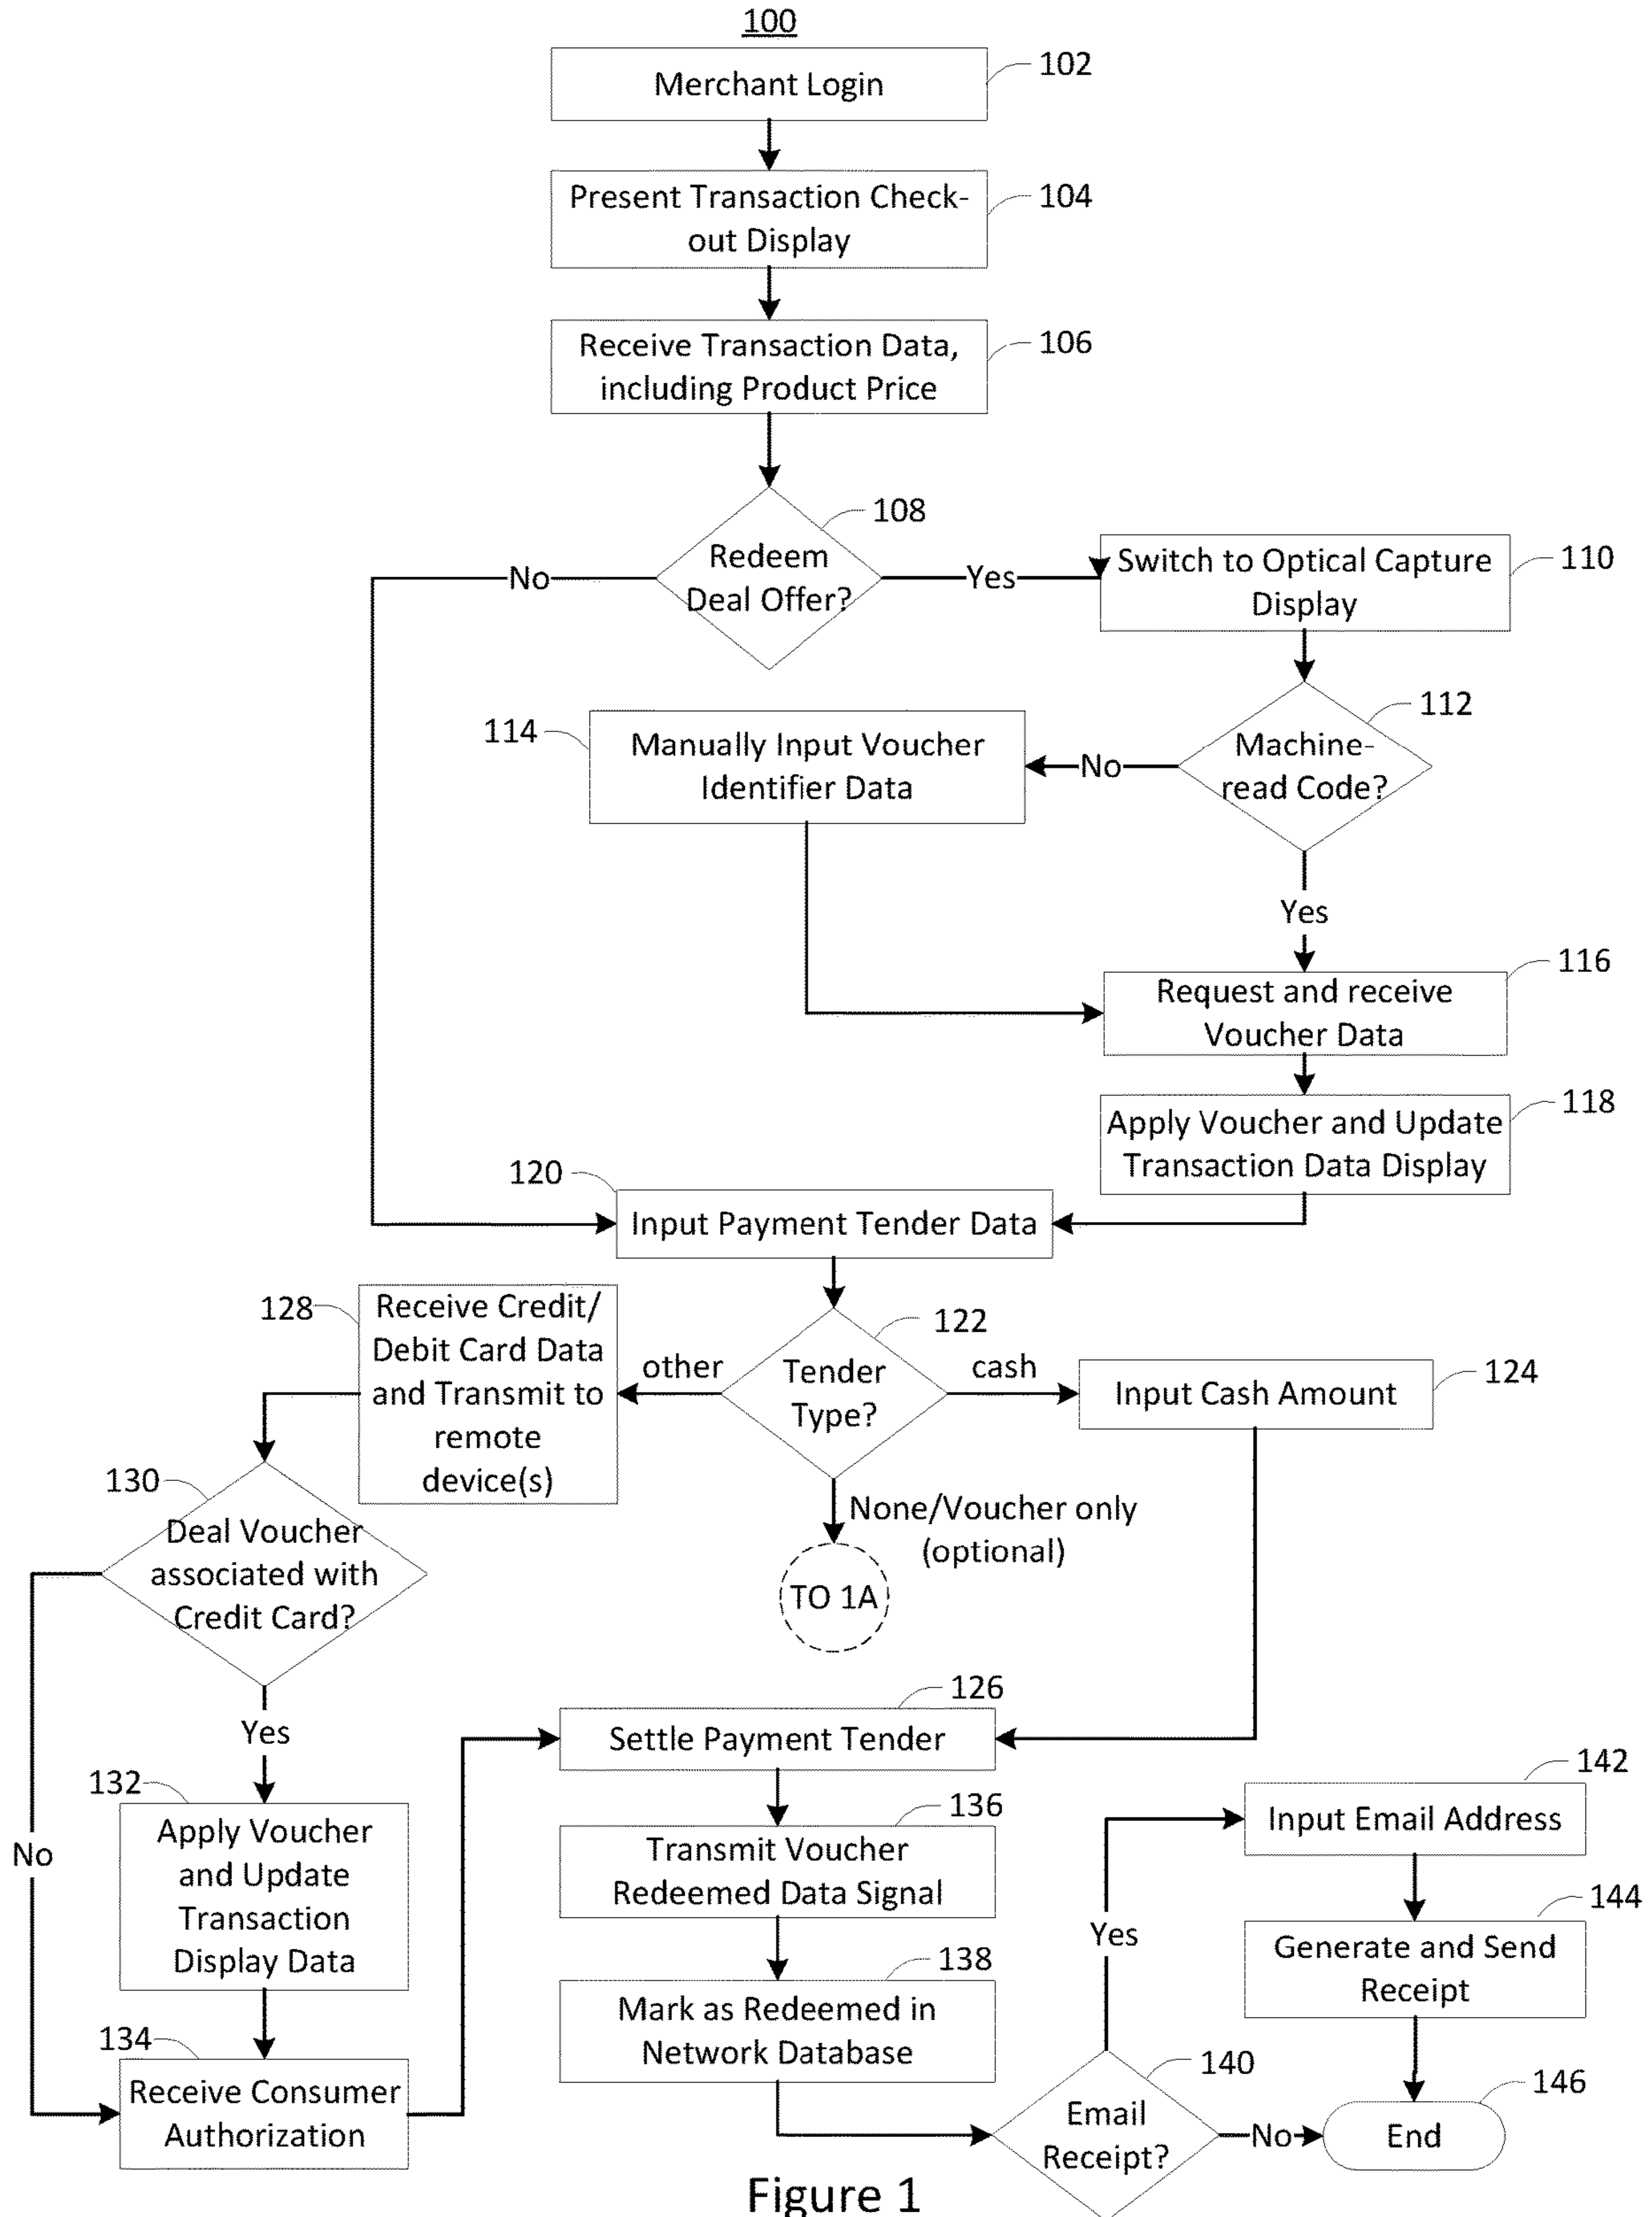 100
Merchant Login
102
Present Transaction Check-
out Display
104
Receive Transaction Data,
including Product Price
106
Redeem
Deal Offer?
108
No
Yes
Switch to Optical Capture
Display
110
Machine-
read Code?
112
No
114
Manually Input Voucher
Identifier Data
Yes
Request and receive
Voucher Data
116
Apply Voucher and Update
Transaction Data Display
118
120
Input Payment Tender Data
Tender
Type?
122
cash
Input Cash Amount
124
other
128
Receive Credit/
Debit Card Data
and Transmit to
remote
device(s)
None/Voucher only
(optional)
TO 1A
130
Deal Voucher
associated with
Credit Card?
Yes
No
132
Apply Voucher
and Update
Transaction
Display Data
134
Receive Consumer
Authorization
126
Settle Payment Tender
136
Transmit Voucher
Redeemed Data Signal
138
Mark as Redeemed in
Network Database
140
Email
Receipt?
Yes
No
142
Input Email Address
144
Generate and Send
Receipt
146
End
Figure 1